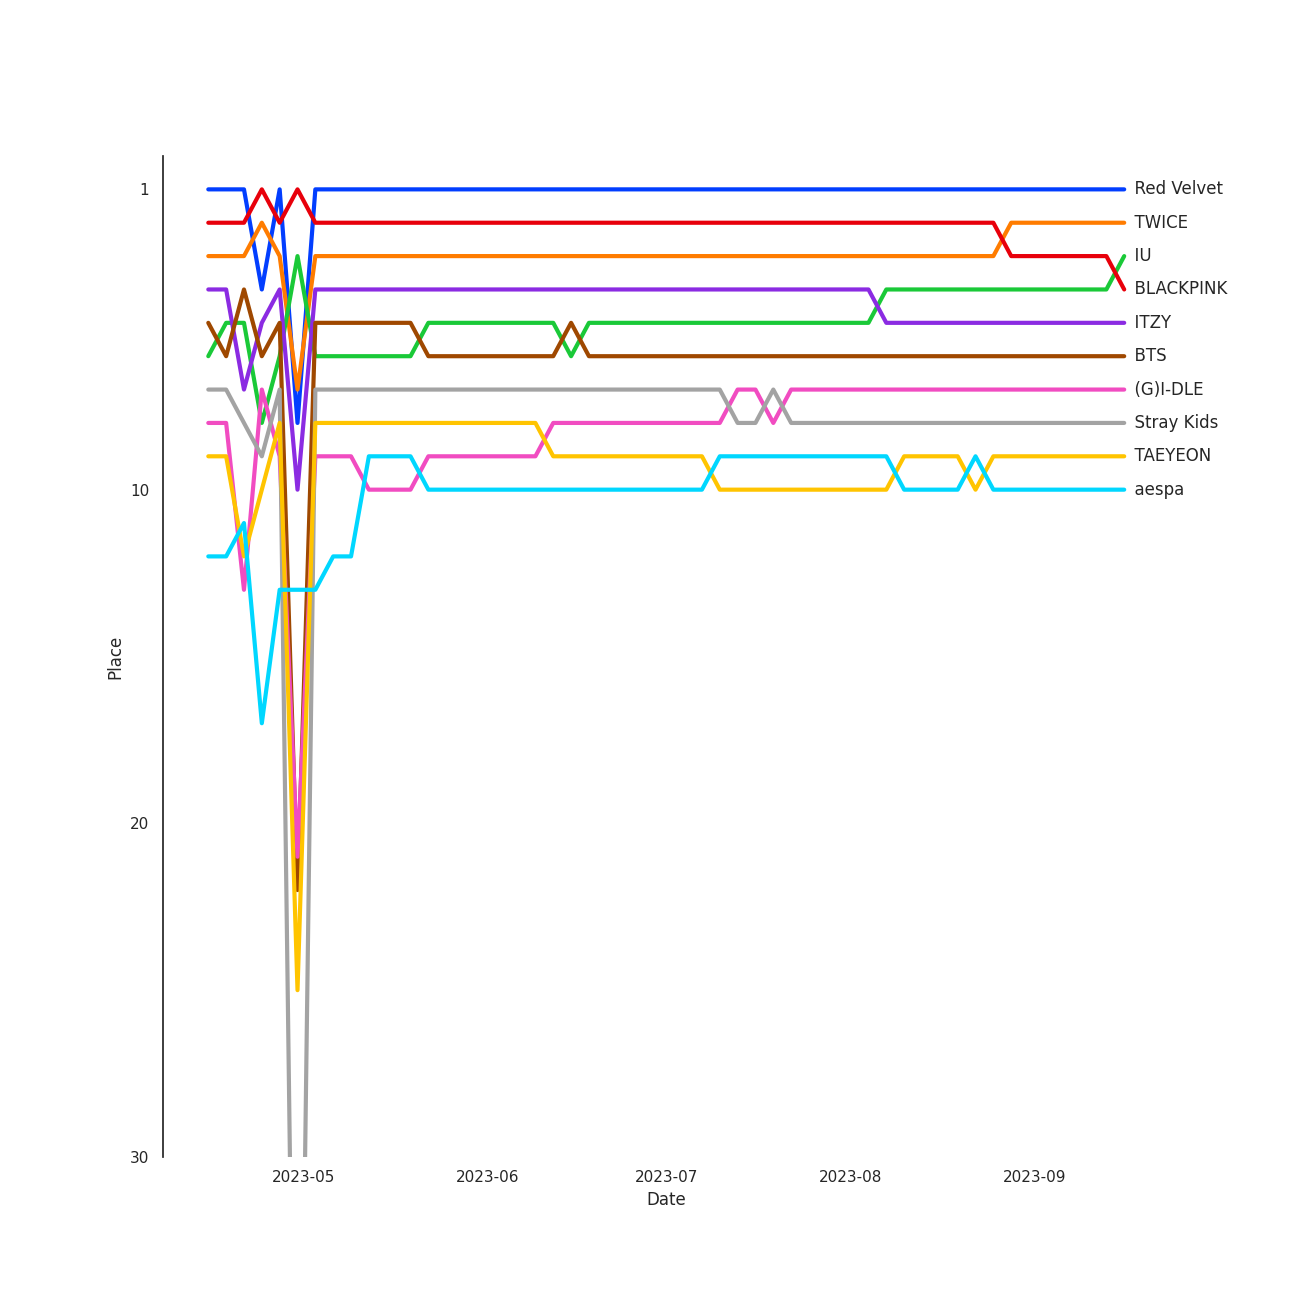 1
10
20
30
Place
2023-05
2023-06
2023-07
2023-08
2023-09
Date
Red Velvet
TWICE
IU
BLACKPINK
ITZY
BTS
(G)I-DLE
Stray Kids
TAEYEON
aespa